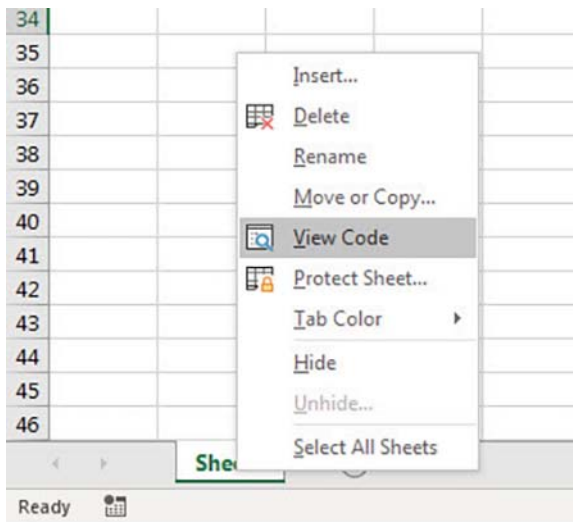 34
35
36
37
38
39
40
41
42
43
44
45
46
Insert...
Delete
Rename
Move or Copy...
View Code
Protect Sheet...
Tab Color
Hide
Unhide...
Select All Sheets
Ready